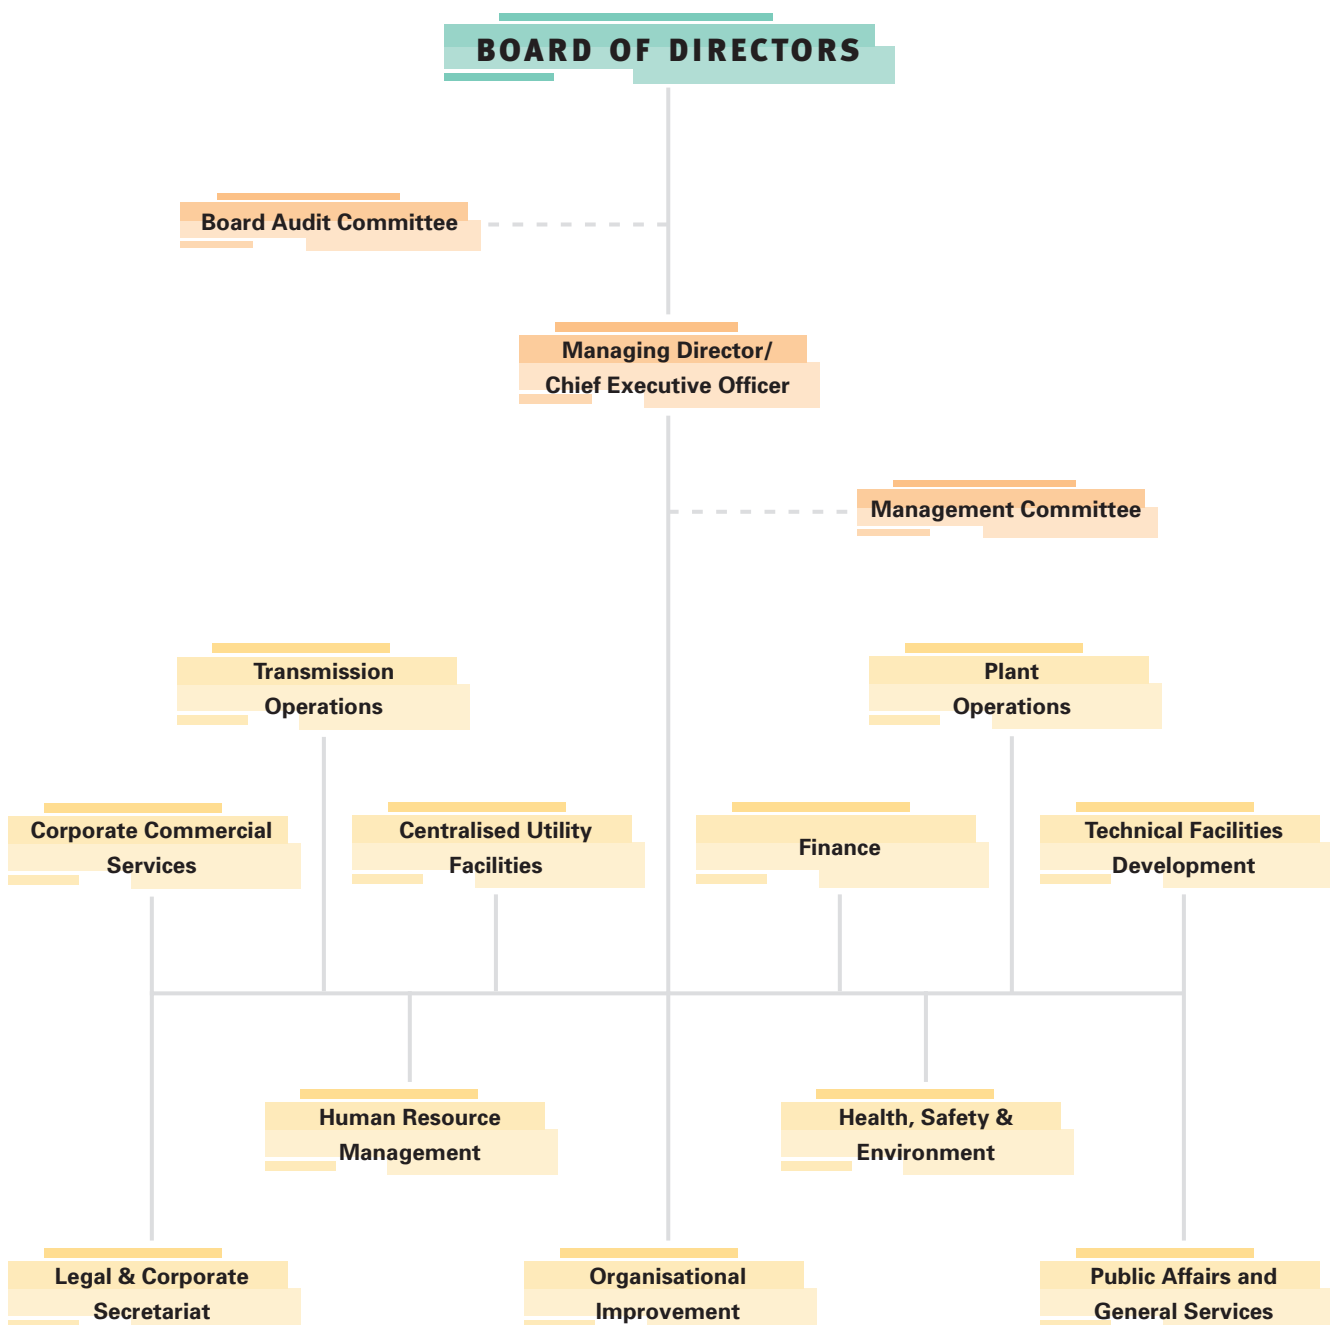 BOARD OF DIRECTORS
Board Audit Committee
Managing Director/
Chief Executive Officer
Management Committee
Transmission
Operations
Plant
Operations
Corporate Commercial
Services
Centralised Utility
Facilities
Finance
Technical Facilities
Development
Human Resource
Management
Health, Safety &
Environment
Legal & Corporate
Secretariat
Organisational
Improvement
Public Affairs and
General Services